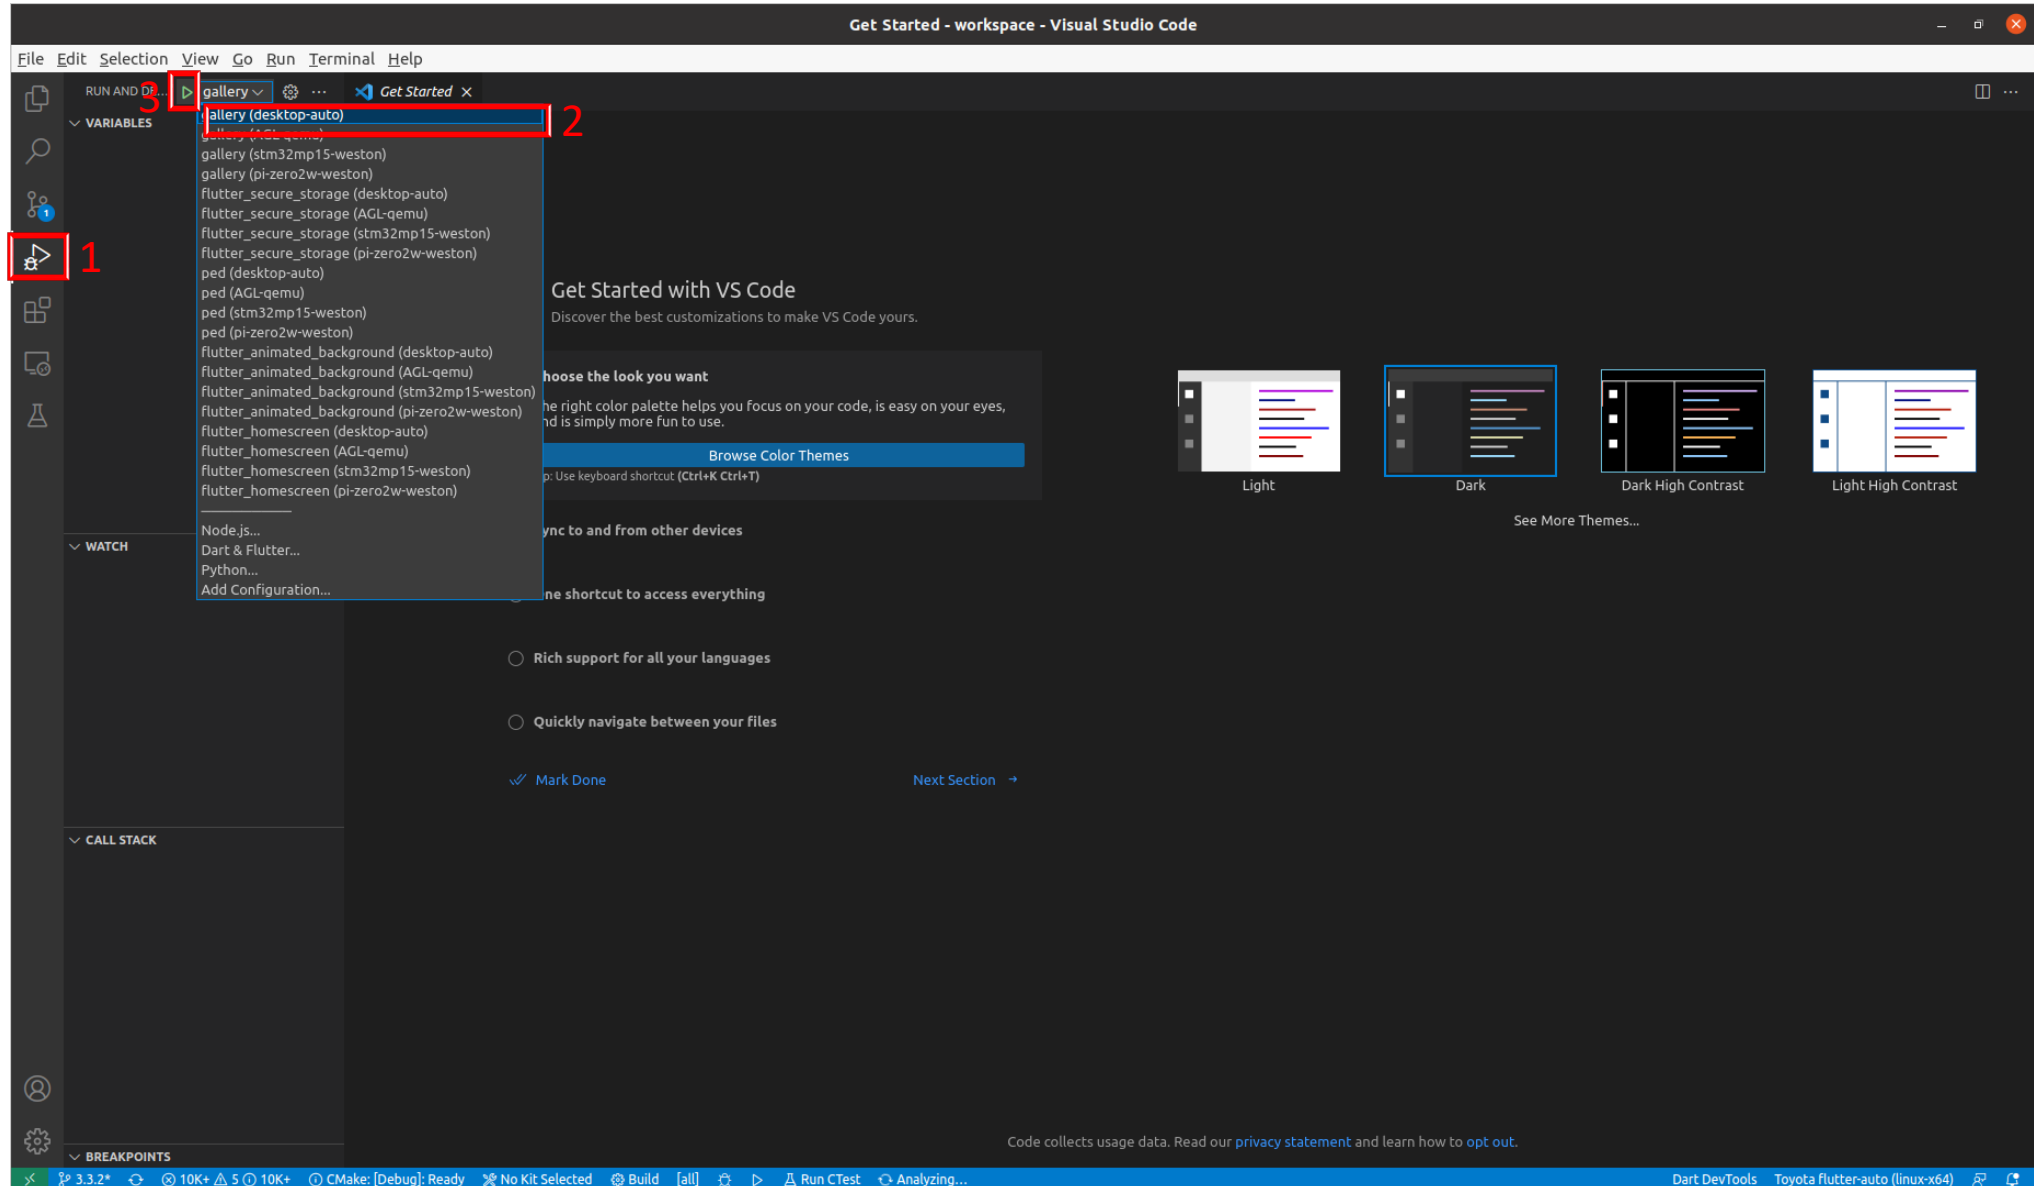 Get Started - workspace - Visual Studio Code
File Edit Selection View Go Run Terminal Help
RUN AND DE... gallery Get Started
3
VARIABLES
gallery (desktop-auto)
2
gallery (AGL-qemu)
gallery (stm32mp15-weston)
gallery (pi-zero2w-weston)
flutter_secure_storage (desktop-auto)
flutter_secure_storage (AGL-qemu)
flutter_secure_storage (stm32mp15-weston)
flutter_secure_storage (pi-zero2w-weston)
ped (desktop-auto)
ped (AGL-qemu)
ped (stm32mp15-weston)
ped (pi-zero2w-weston)
flutter_animated_background (desktop-auto)
flutter_animated_background (AGL-qemu)
flutter_animated_background (stm32mp15-weston)
flutter_animated_background (pi-zero2w-weston)
flutter_homescreen (desktop-auto)
flutter_homescreen (AGL-qemu)
flutter_homescreen (stm32mp15-weston)
flutter_homescreen (pi-zero2w-weston)
Node.js...
Dart & Flutter...
Python...
Add Configuration...
1
1
WATCH
CALL STACK
BREAKPOINTS
Get Started with VS Code
Discover the best customizations to make VS Code yours.
hoose the look you want
he right color palette helps you focus on your code, is easy on your eyes,
nd is simply more fun to use.
Browse Color Themes
p: Use keyboard shortcut (Ctrl+K Ctrl+T)
ync to and from other devices
ne shortcut to access everything
Rich support for all your languages
Quickly navigate between your files
Mark Done
Next Section
Light
Dark
Dark High Contrast
Light High Contrast
See More Themes...
Code collects usage data. Read our privacy statement and learn how to opt out.
3.3.2* 10K+ 5 10K+ CMake: [Debug]: Ready No Kit Selected Build [all] Run CTest Analyzing... Dart DevTools Toyota flutter-auto (linux-x64)